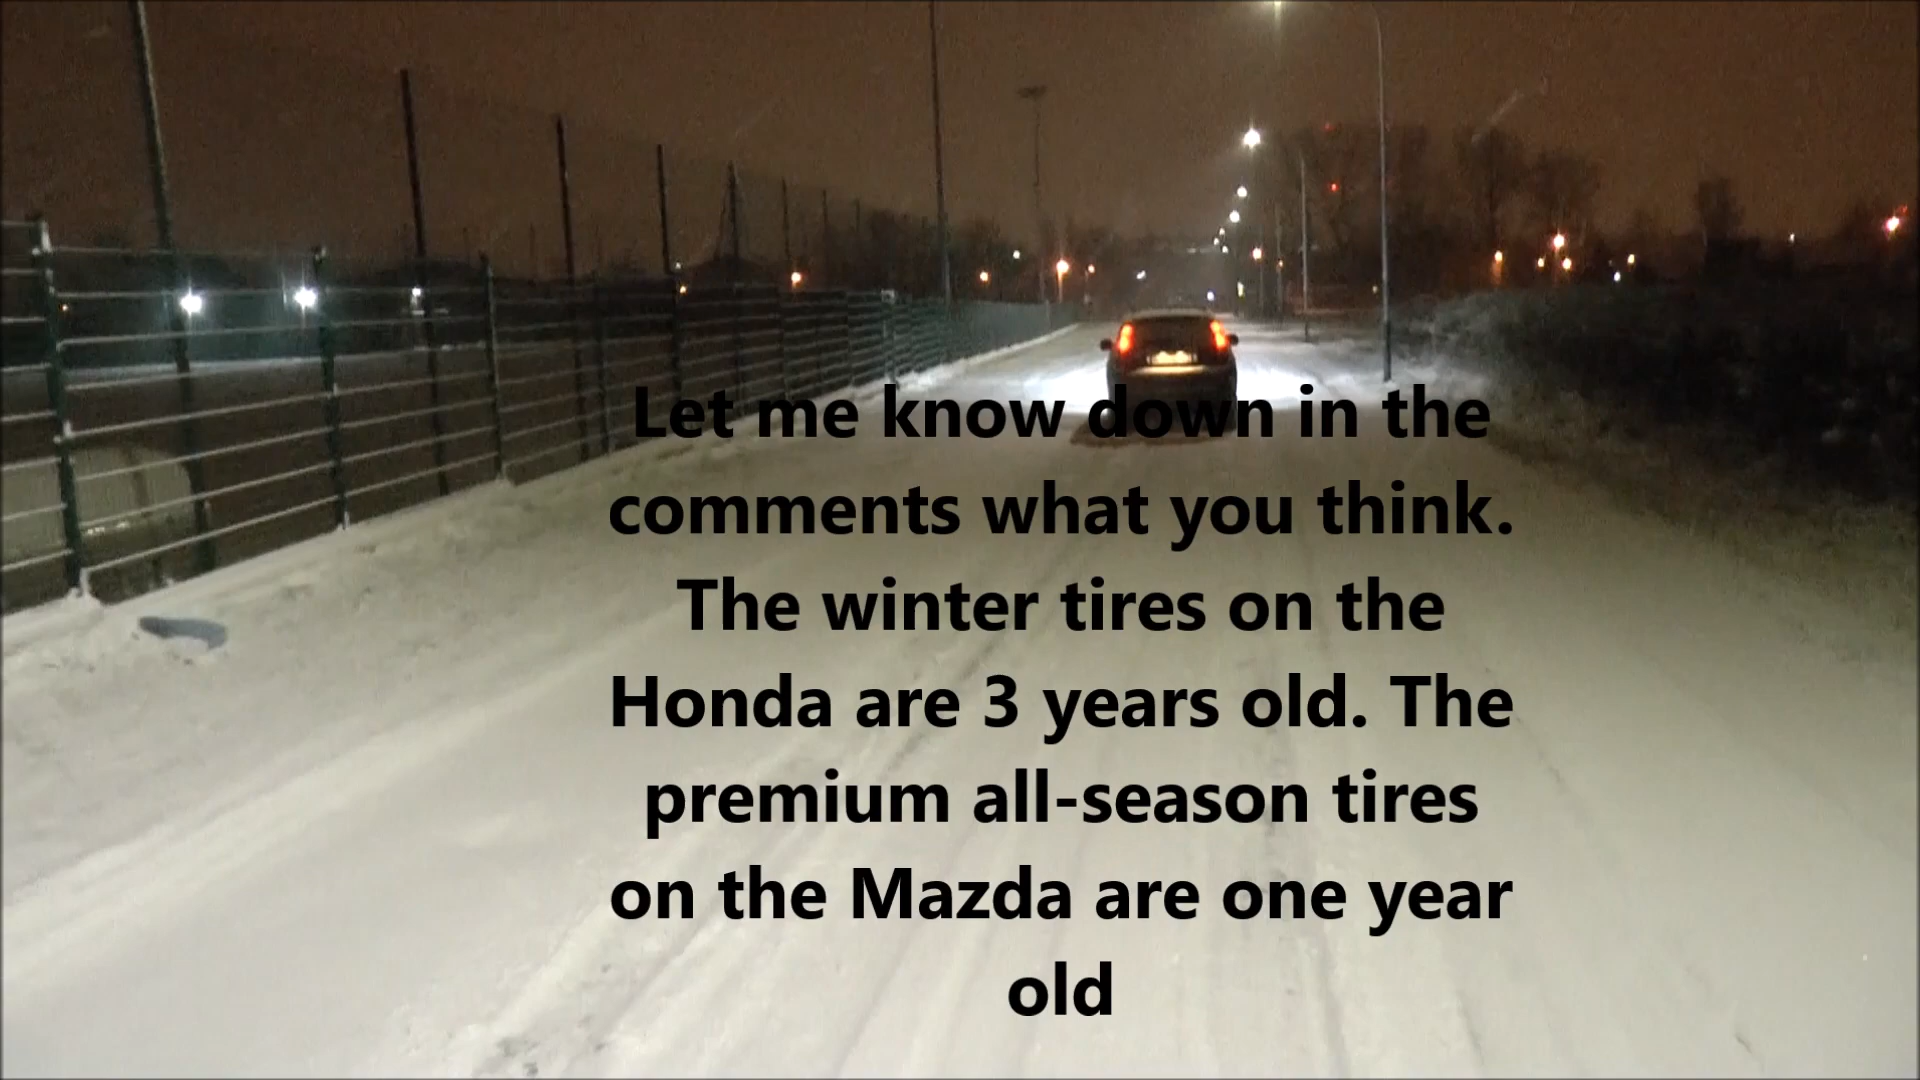 Let me know down in the
comments what you think.
The winter tires on the
Honda are 3 years old. The
premium all-season tires
on the Mazda are one year
old